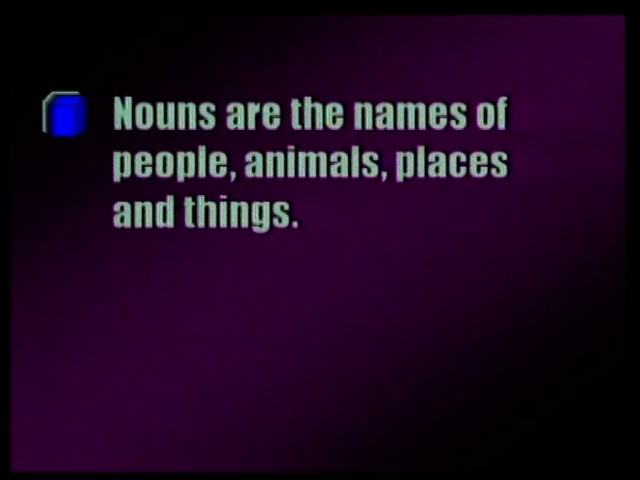 Nouns are the names of
people, animals, places
and things.